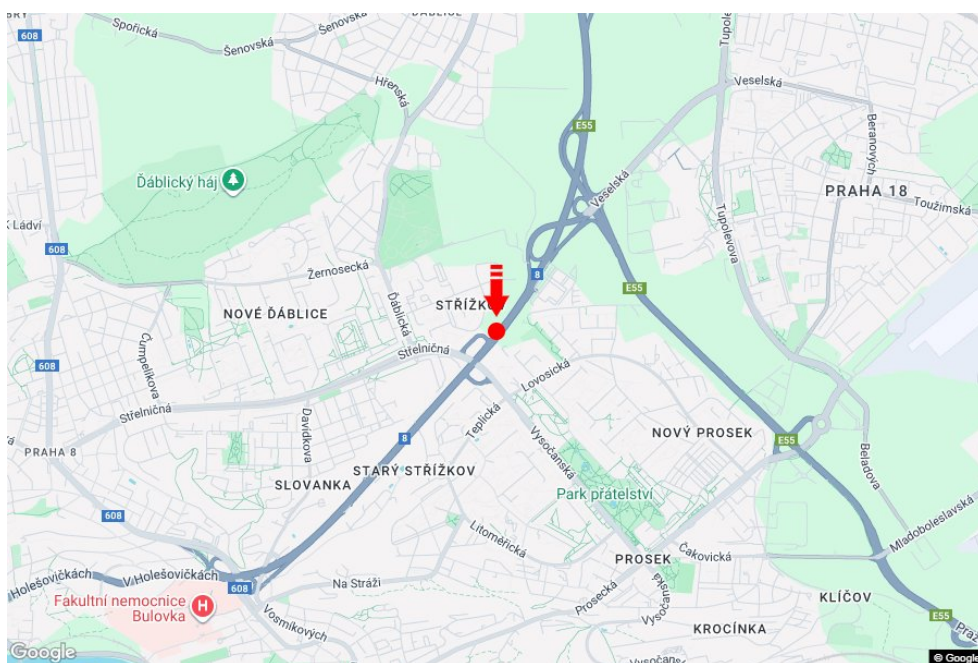 608
Spořická
Šenovská
Šenovská
Hřenská
Tupolevova
Veselská
E55
Beranových
Ďáblický háj
Veselská
PRAHA 18
Toužimská
Ládví
608
Žernosecká
8
Tupolevova
E55
STŘÍŽKO
NOVÉ ĎÁBLICE
Ďáblická
Střelničná
608
Čumpelíkova
Lovosická
Střelničná
Davídkova
Teplická
8
Vysočanská
NOVÝ PROSEK
E55
PRAHA 8
Beladova
STARÝ STŘÍŽKOV
SLOVANKA
Park přátelství
608
Mladoboleslavská
Litoměřická
PROSEK
Čakovická
Holešovičkách
V Holešovičkách
608
Na Stráži
Prosecká
Vysočanská
KLÍČOV
Fakultní nemocnice
Bulovka
H
Vosmíkových
E55
KROCÍNKA
Google
© Google